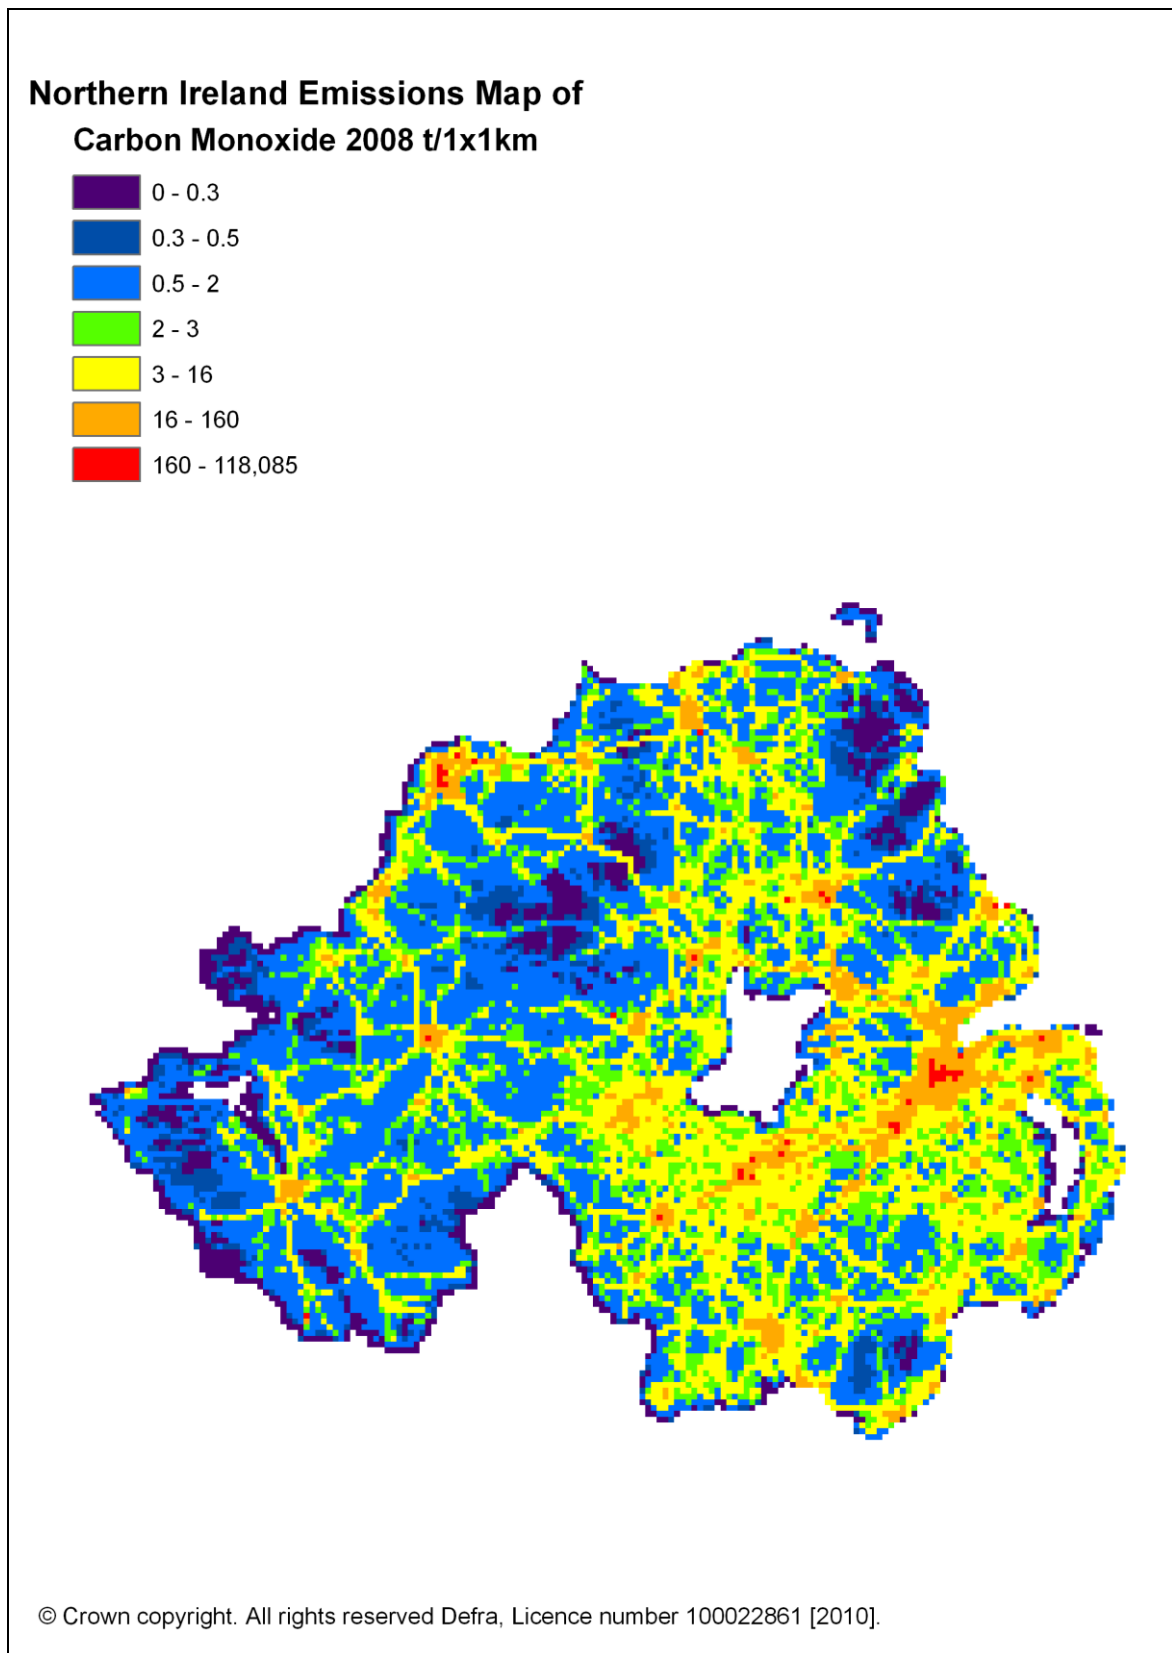 Northern Ireland Emissions Map of
Carbon Monoxide 2008 t/1x1km
0 - 0.3
0.3 - 0.5
0.5 - 2
2 - 3
3 - 16
16 - 160
160 - 118,085
© Crown copyright. All rights reserved Defra, Licence number 100022861 [2010].